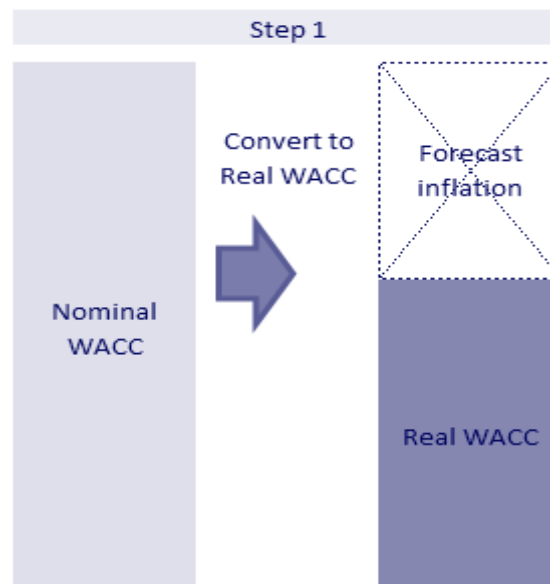 Step 1
Nominal
WACC
Convert to
Real WACC
Forecast
inflation
Real WACC